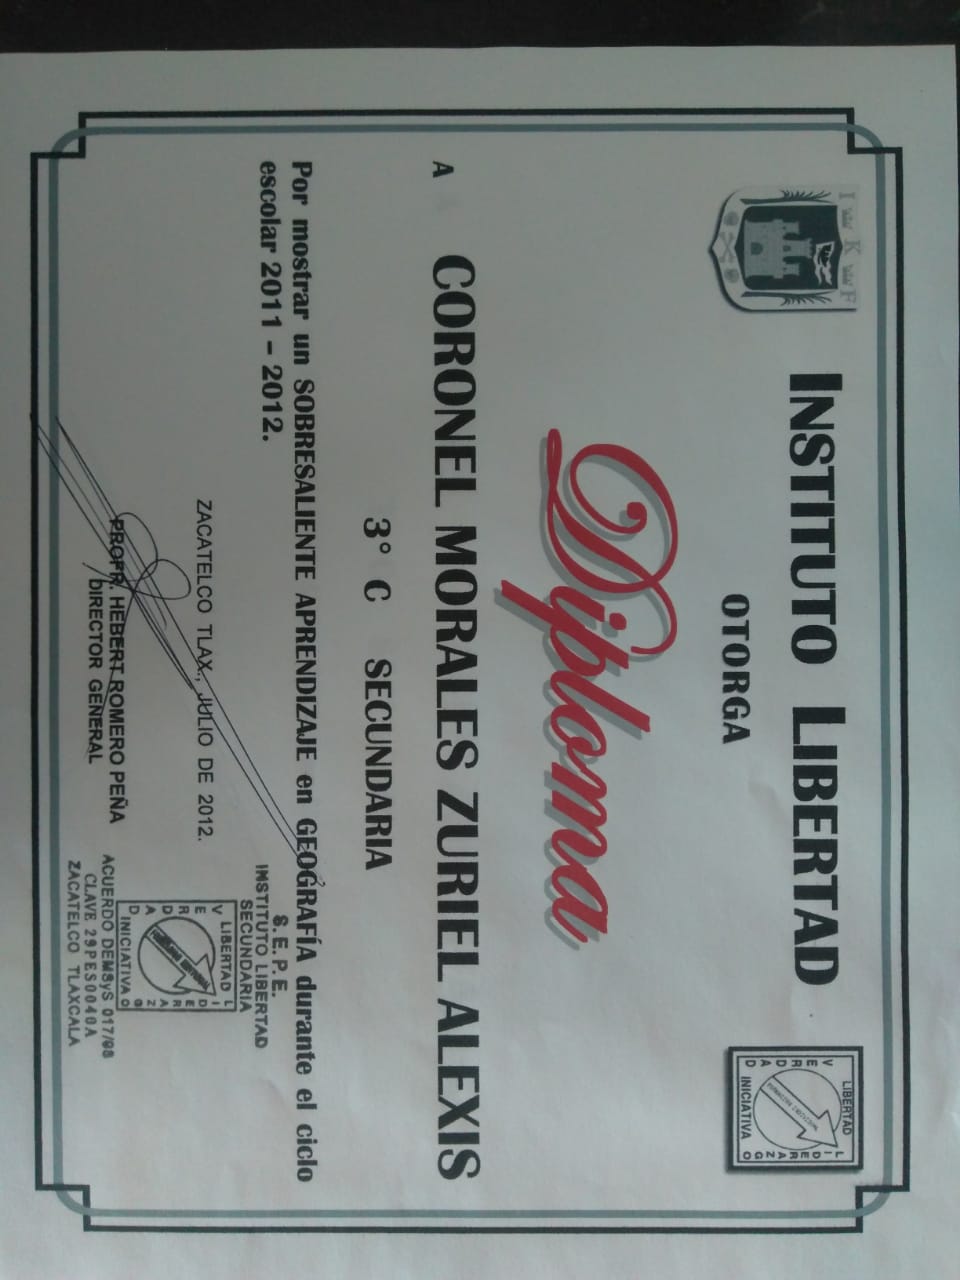 I K F
INSTITUTO LIBERTAD
LIBERTAD
LIDERAZGO
INICIATIVA
VERDAD
OTORGA
Diploma
A CORONEL MORALES ZURIEL ALEXIS
3° C SECUNDARIA
Por mostrar un SOBRESALIENTE APRENDIZAJE en GEOGRAFÍA durante el ciclo
escolar 2011 – 2012.
ZACATELCO TLAX., JULIO DE 2012.
PROFR. HEBERT ROMERO PEÑA
DIRECTOR GENERAL
S.E.P.E.
INSTITUTO LIBERTAD
SECUNDARIA
LIBERTAD
LIDERAZGO
INICIATIVA
VERDAD
ACUERDO DEMSyS 017/98
CLAVE 29PES0040A
ZACATELCO TLAXCALA